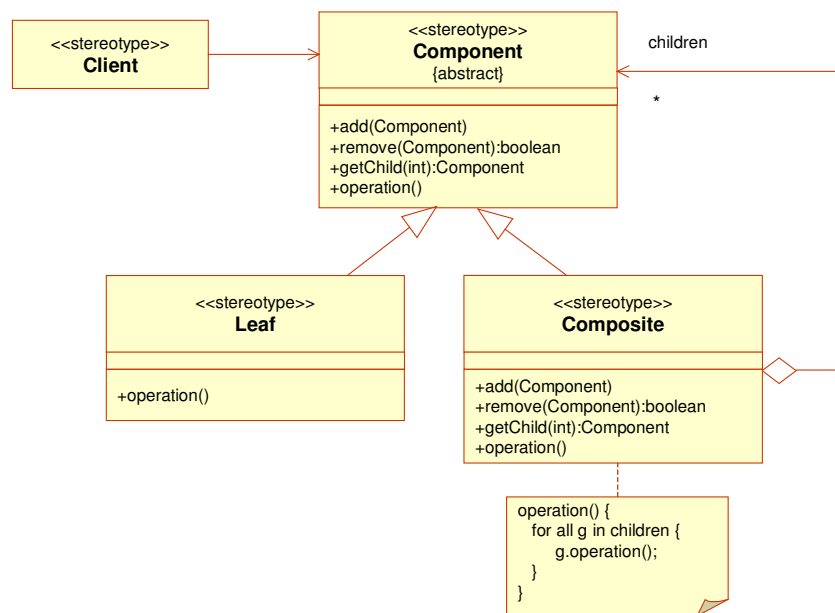 <<stereotype>>
Client
<<stereotype>>
Component
{abstract}
+add(Component)
+remove(Component):boolean
+getChild(int):Component
+operation()
children
*
<<stereotype>>
Leaf
+operation()
<<stereotype>>
Composite
+add(Component)
+remove(Component):boolean
+getChild(int):Component
+operation()
operation() {
for all g in children {
g.operation();
}
}